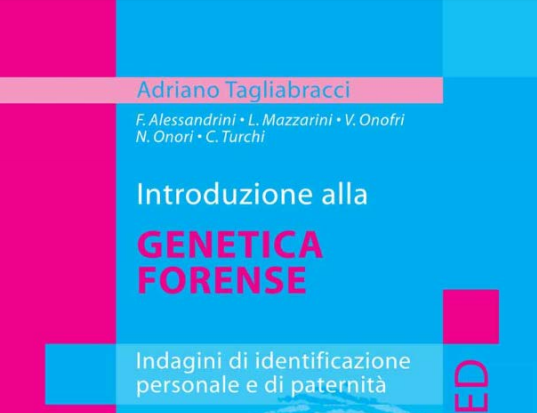 Adriano Tagliabracci
F. Alessandrini • L. Mazzarini • V. Onofri
N. Onori • C. Turchi
Introduzione alla
GENETICA
FORENSE
Indagini di identificazione
personale e di paternità
ED